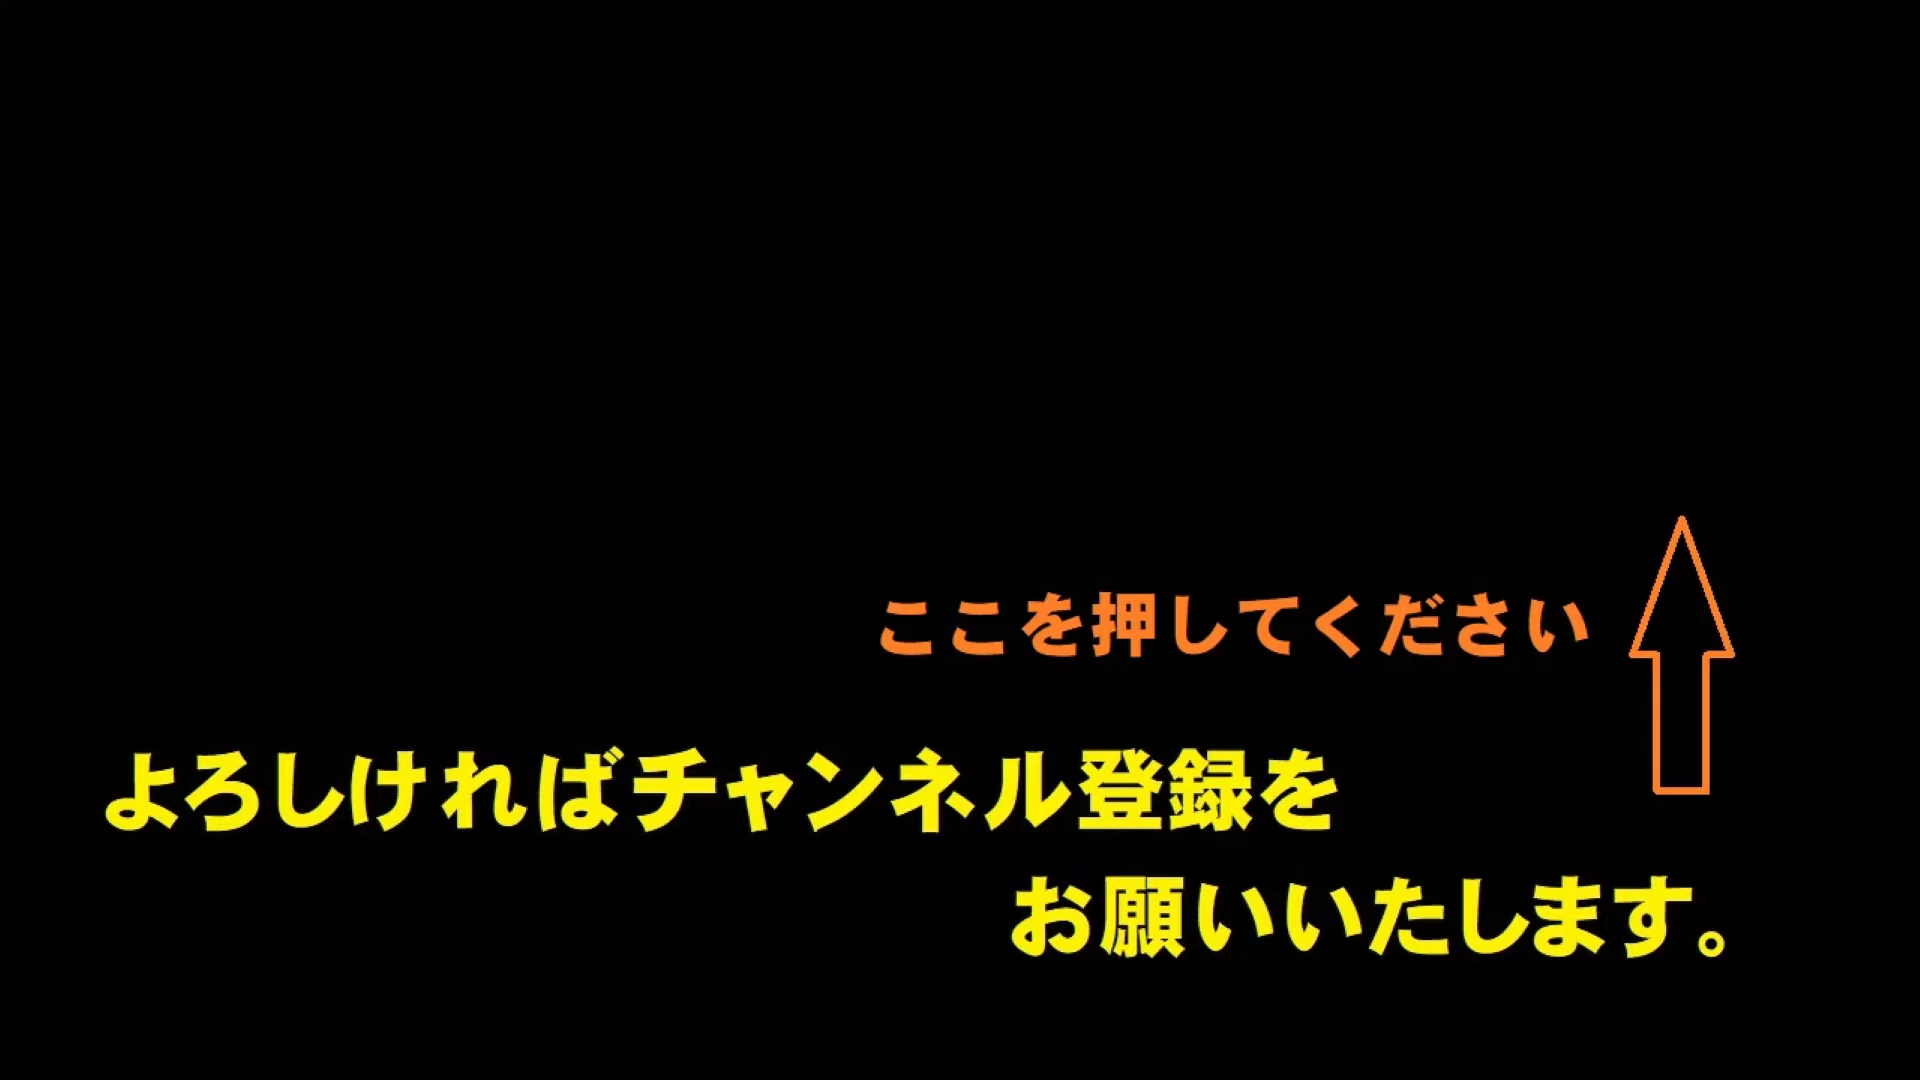 ここを押してください
よろしければチャンネル登録を
お願いいたします。